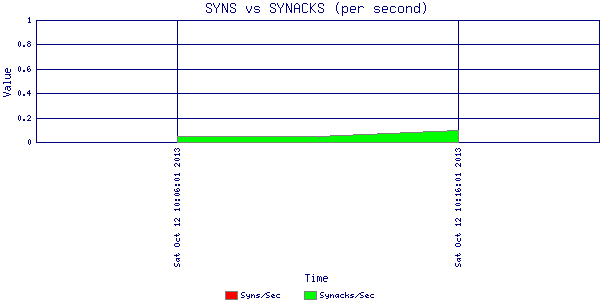 SYNS vs SYNACKS (per second)
Value
1
0.8
0.6
0.4
0.2
0
Sat Oct 12 10:06:01 2013
Sat Oct 12 10:16:01 2013
Time
Syns/Sec
Synacks/Sec